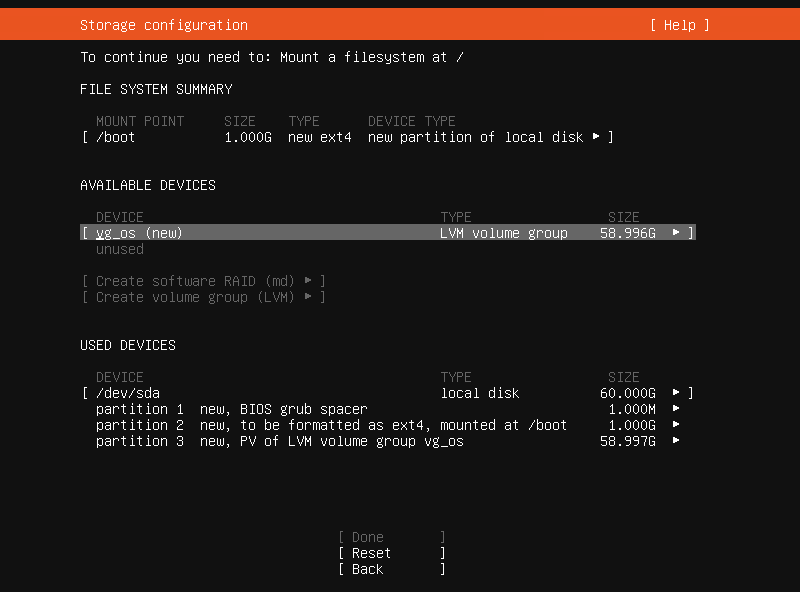 Storage configuration [ Help ]
To continue you need to: Mount a filesystem at /
FILE SYSTEM SUMMARY
MOUNT POINT SIZE TYPE DEVICE TYPE
[ /boot 1.000G new ext4 new partition of local disk ▸ ]
AVAILABLE DEVICES
DEVICE TYPE SIZE
[ vg_os (new) LVM volume group 58.996G ▸ ]
unused
[ Create software RAID (md) ▸ ]
[ Create volume group (LVM) ▸ ]
USED DEVICES
DEVICE TYPE SIZE
[ /dev/sda local disk 60.000G ▸ ]
partition 1 new, BIOS grub spacer 1.000M ▸
partition 2 new, to be formatted as ext4, mounted at /boot 1.000G ▸
partition 3 new, PV of LVM volume group vg_os 58.997G ▸
[ Done ]
[ Reset ]
[ Back ]